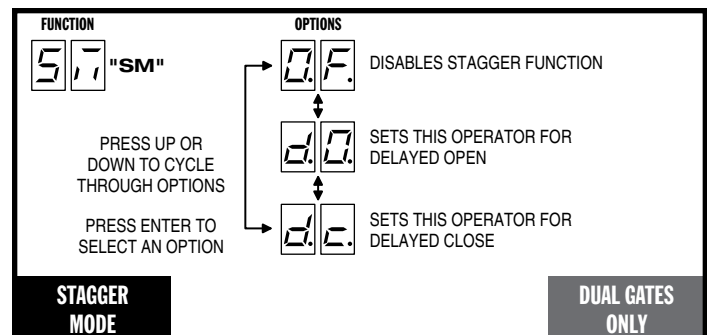 FUNCTION
OPTIONS
SM "SM"
O.F. DISABLES STAGGER FUNCTION
d.O. SETS THIS OPERATOR FOR
DELAYED OPEN
d.c. SETS THIS OPERATOR FOR
DELAYED CLOSE
PRESS UP OR
DOWN TO CYCLE
THROUGH OPTIONS
PRESS ENTER TO
SELECT AN OPTION
STAGGER
MODE
DUAL GATES
ONLY